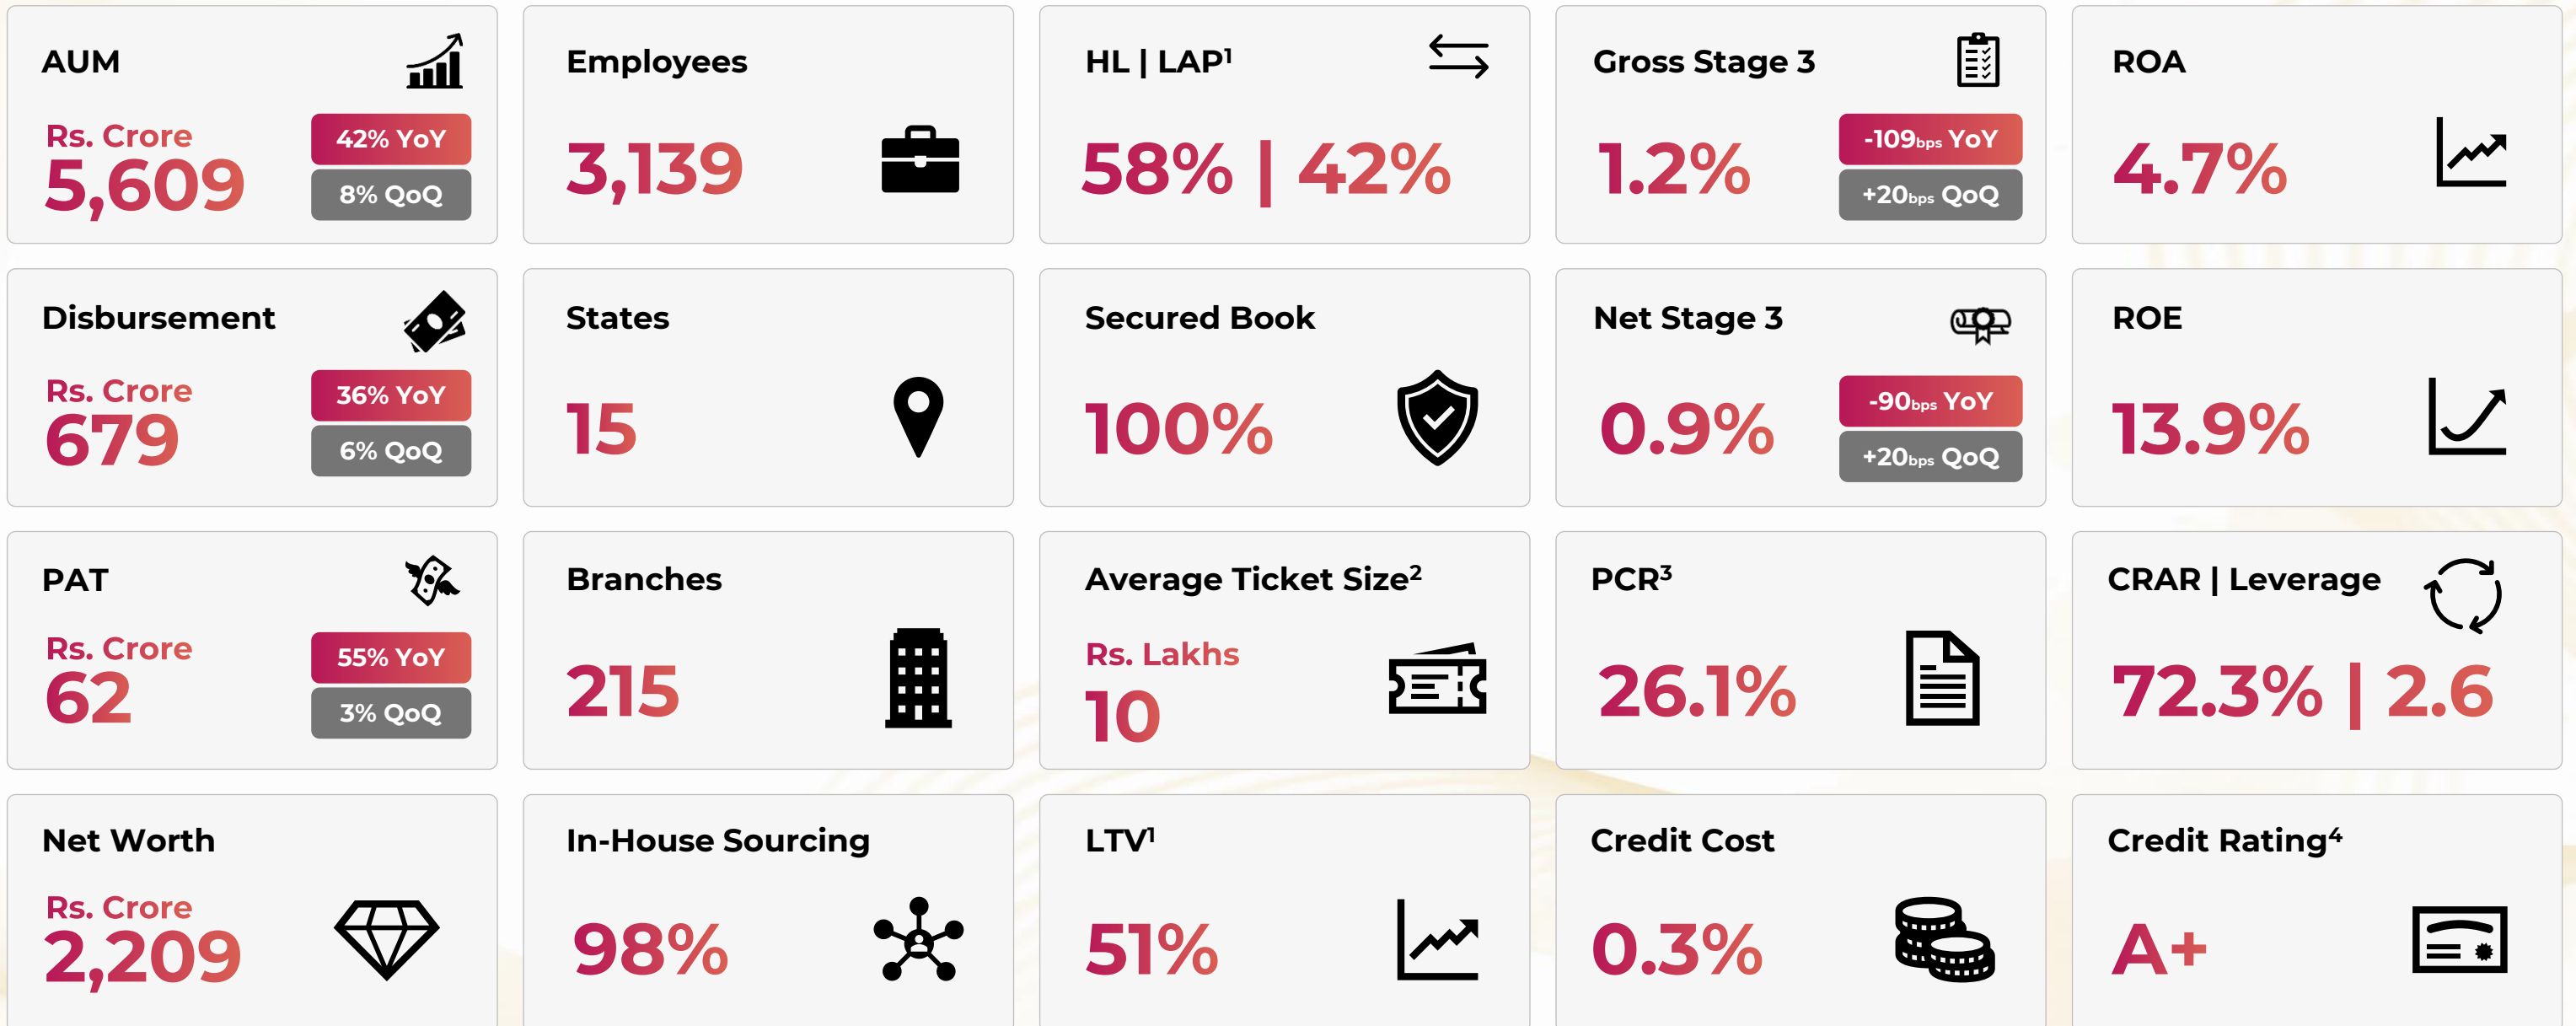 AUM
Rs. Crore
5,609
42% YoY
8% QoQ
Employees
3,139
HL | LAP¹
58% | 42%
Gross Stage 3
1.2%
-109bps YoY
+20bps QoQ
ROA
4.7%
Disbursement
Rs. Crore
679
36% YoY
6% QoQ
States
15
Secured Book
100%
Net Stage 3
0.9%
-90bps YoY
+20bps QoQ
ROE
13.9%
PAT
Rs. Crore
62
55% YoY
3% QoQ
Branches
215
Average Ticket Size²
Rs. Lakhs
10
PCR³
26.1%
CRAR | Leverage
72.3% | 2.6
Net Worth
Rs. Crore
2,209
In-House Sourcing
98%
LTV¹
51%
Credit Cost
0.3%
Credit Rating⁴
A+